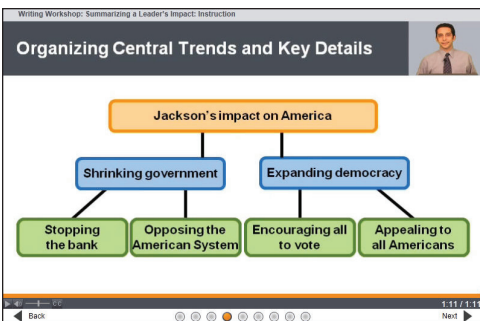 Writing Workshop: Summarizing a Leader's Impact: Instruction
Organizing Central Trends and Key Details
Jackson's impact on America
Shrinking government
Expanding democracy
Stopping
the bank
Opposing the
American System
Encouraging all
to vote
Appealing to
all Americans
CC
1:11 / 1:11
Back
Next